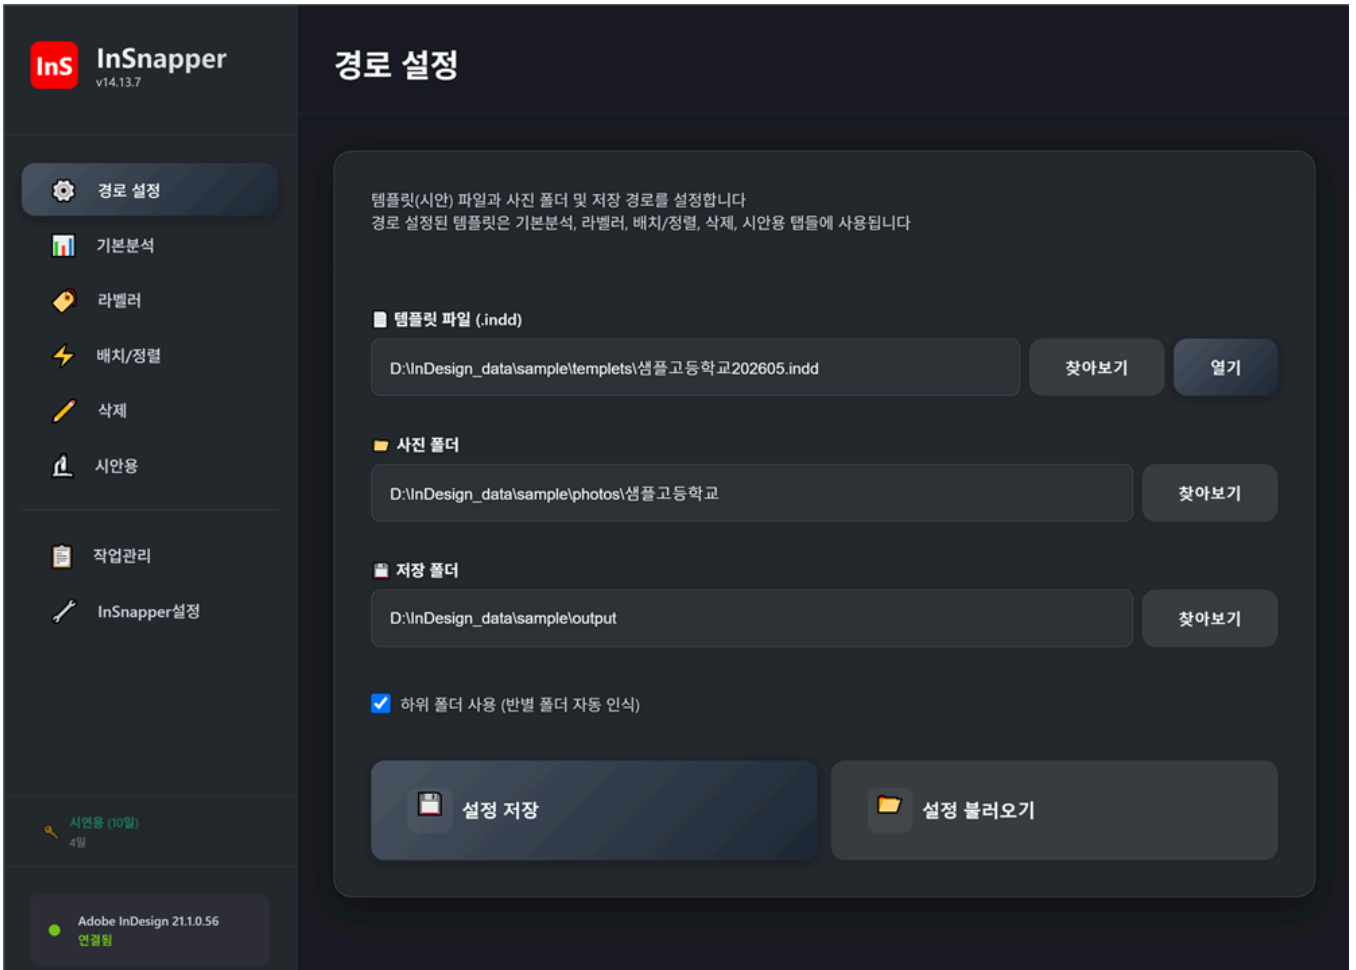 InS
InSnapper
v14.13.7
경로 설정
기본분석
라벨러
배치/정렬
삭제
시안용
작업관리
InSnapper설정
시연용 (10일)
4일
Adobe InDesign 21.1.0.56
연결됨
경로 설정
템플릿(시안) 파일과 사진 폴더 및 저장 경로를 설정합니다
경로 설정된 템플릿은 기본분석, 라벨러, 배치/정렬, 삭제, 시안용 탭들에 사용됩니다
템플릿 파일 (.indd)
D:\InDesign_data\sample\templets\샘플고등학교202605.indd
찾아보기
열기
사진 폴더
D:\InDesign_data\sample\photos\샘플고등학교
찾아보기
저장 폴더
D:\InDesign_data\sample\output
찾아보기
하위 폴더 사용 (반별 폴더 자동 인식)
설정 저장
설정 불러오기